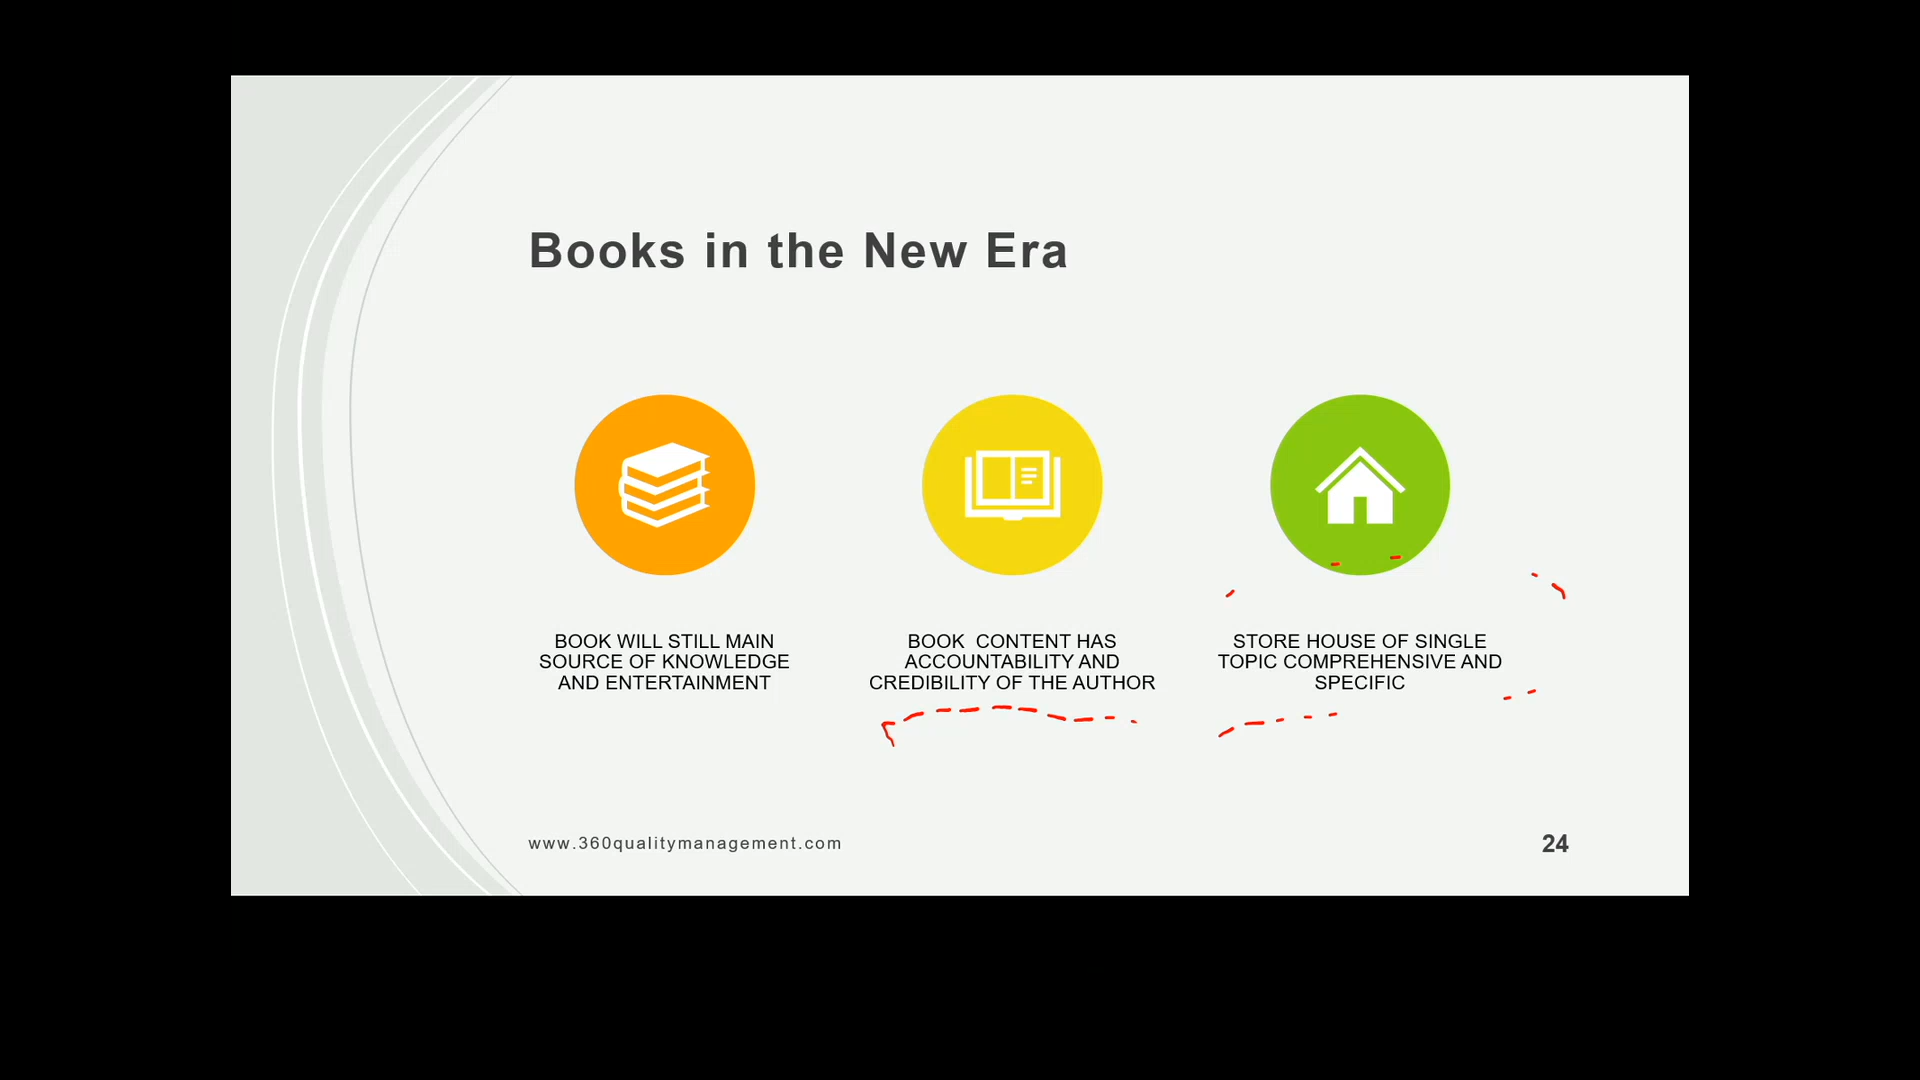 Books in the New Era
BOOK WILL STILL MAIN
SOURCE OF KNOWLEDGE
AND ENTERTAINMENT
BOOK  CONTENT HAS
ACCOUNTABILITY AND
CREDIBILITY OF THE AUTHOR
STORE HOUSE OF SINGLE
TOPIC COMPREHENSIVE AND
SPECIFIC
www.360qualitymanagement.com
24